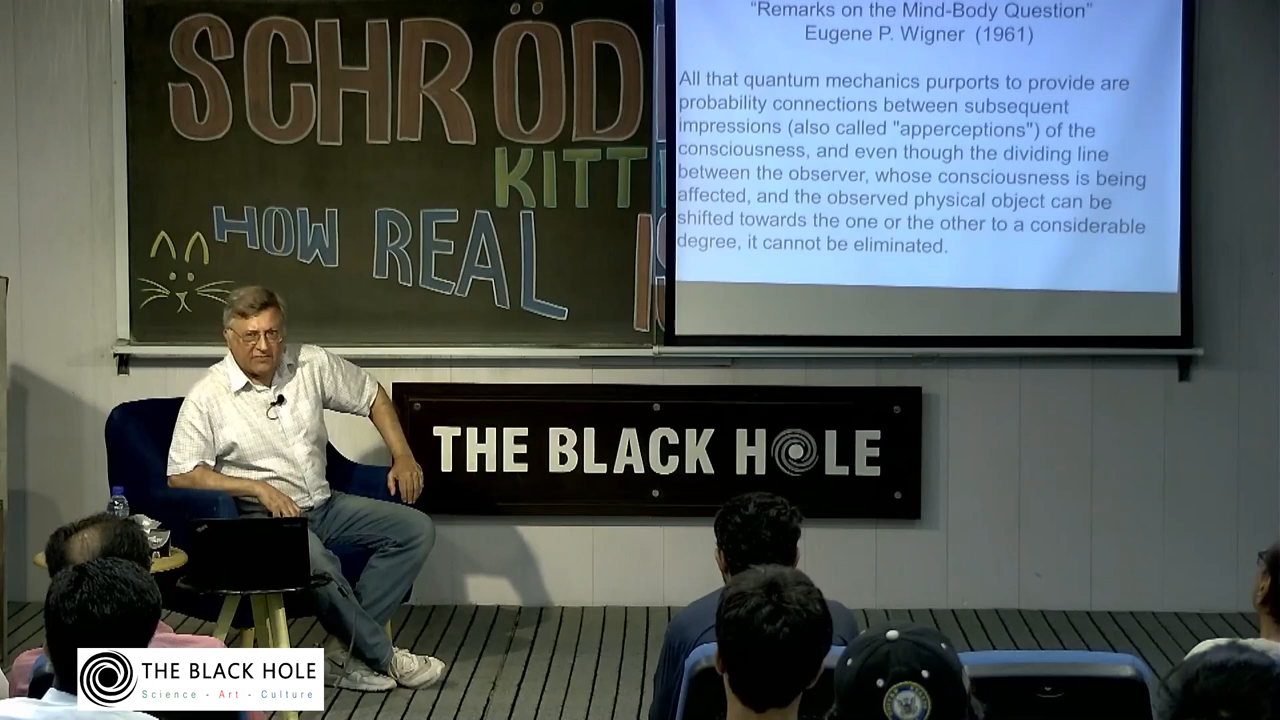 SCHRÖD
KITT
HOW REAL
"Remarks on the Mind-Body Question"
Eugene P. Wigner (1961)
All that quantum mechanics purports to provide are
probability connections between subsequent
impressions (also called "apperceptions") of the
consciousness, and even though the dividing line
between the observer, whose consciousness is being
affected, and the observed physical object can be
shifted towards the one or the other to a considerable
degree, it cannot be eliminated.
THE BLACK HOLE
THE BLACK HOLE
Science - Art - Culture